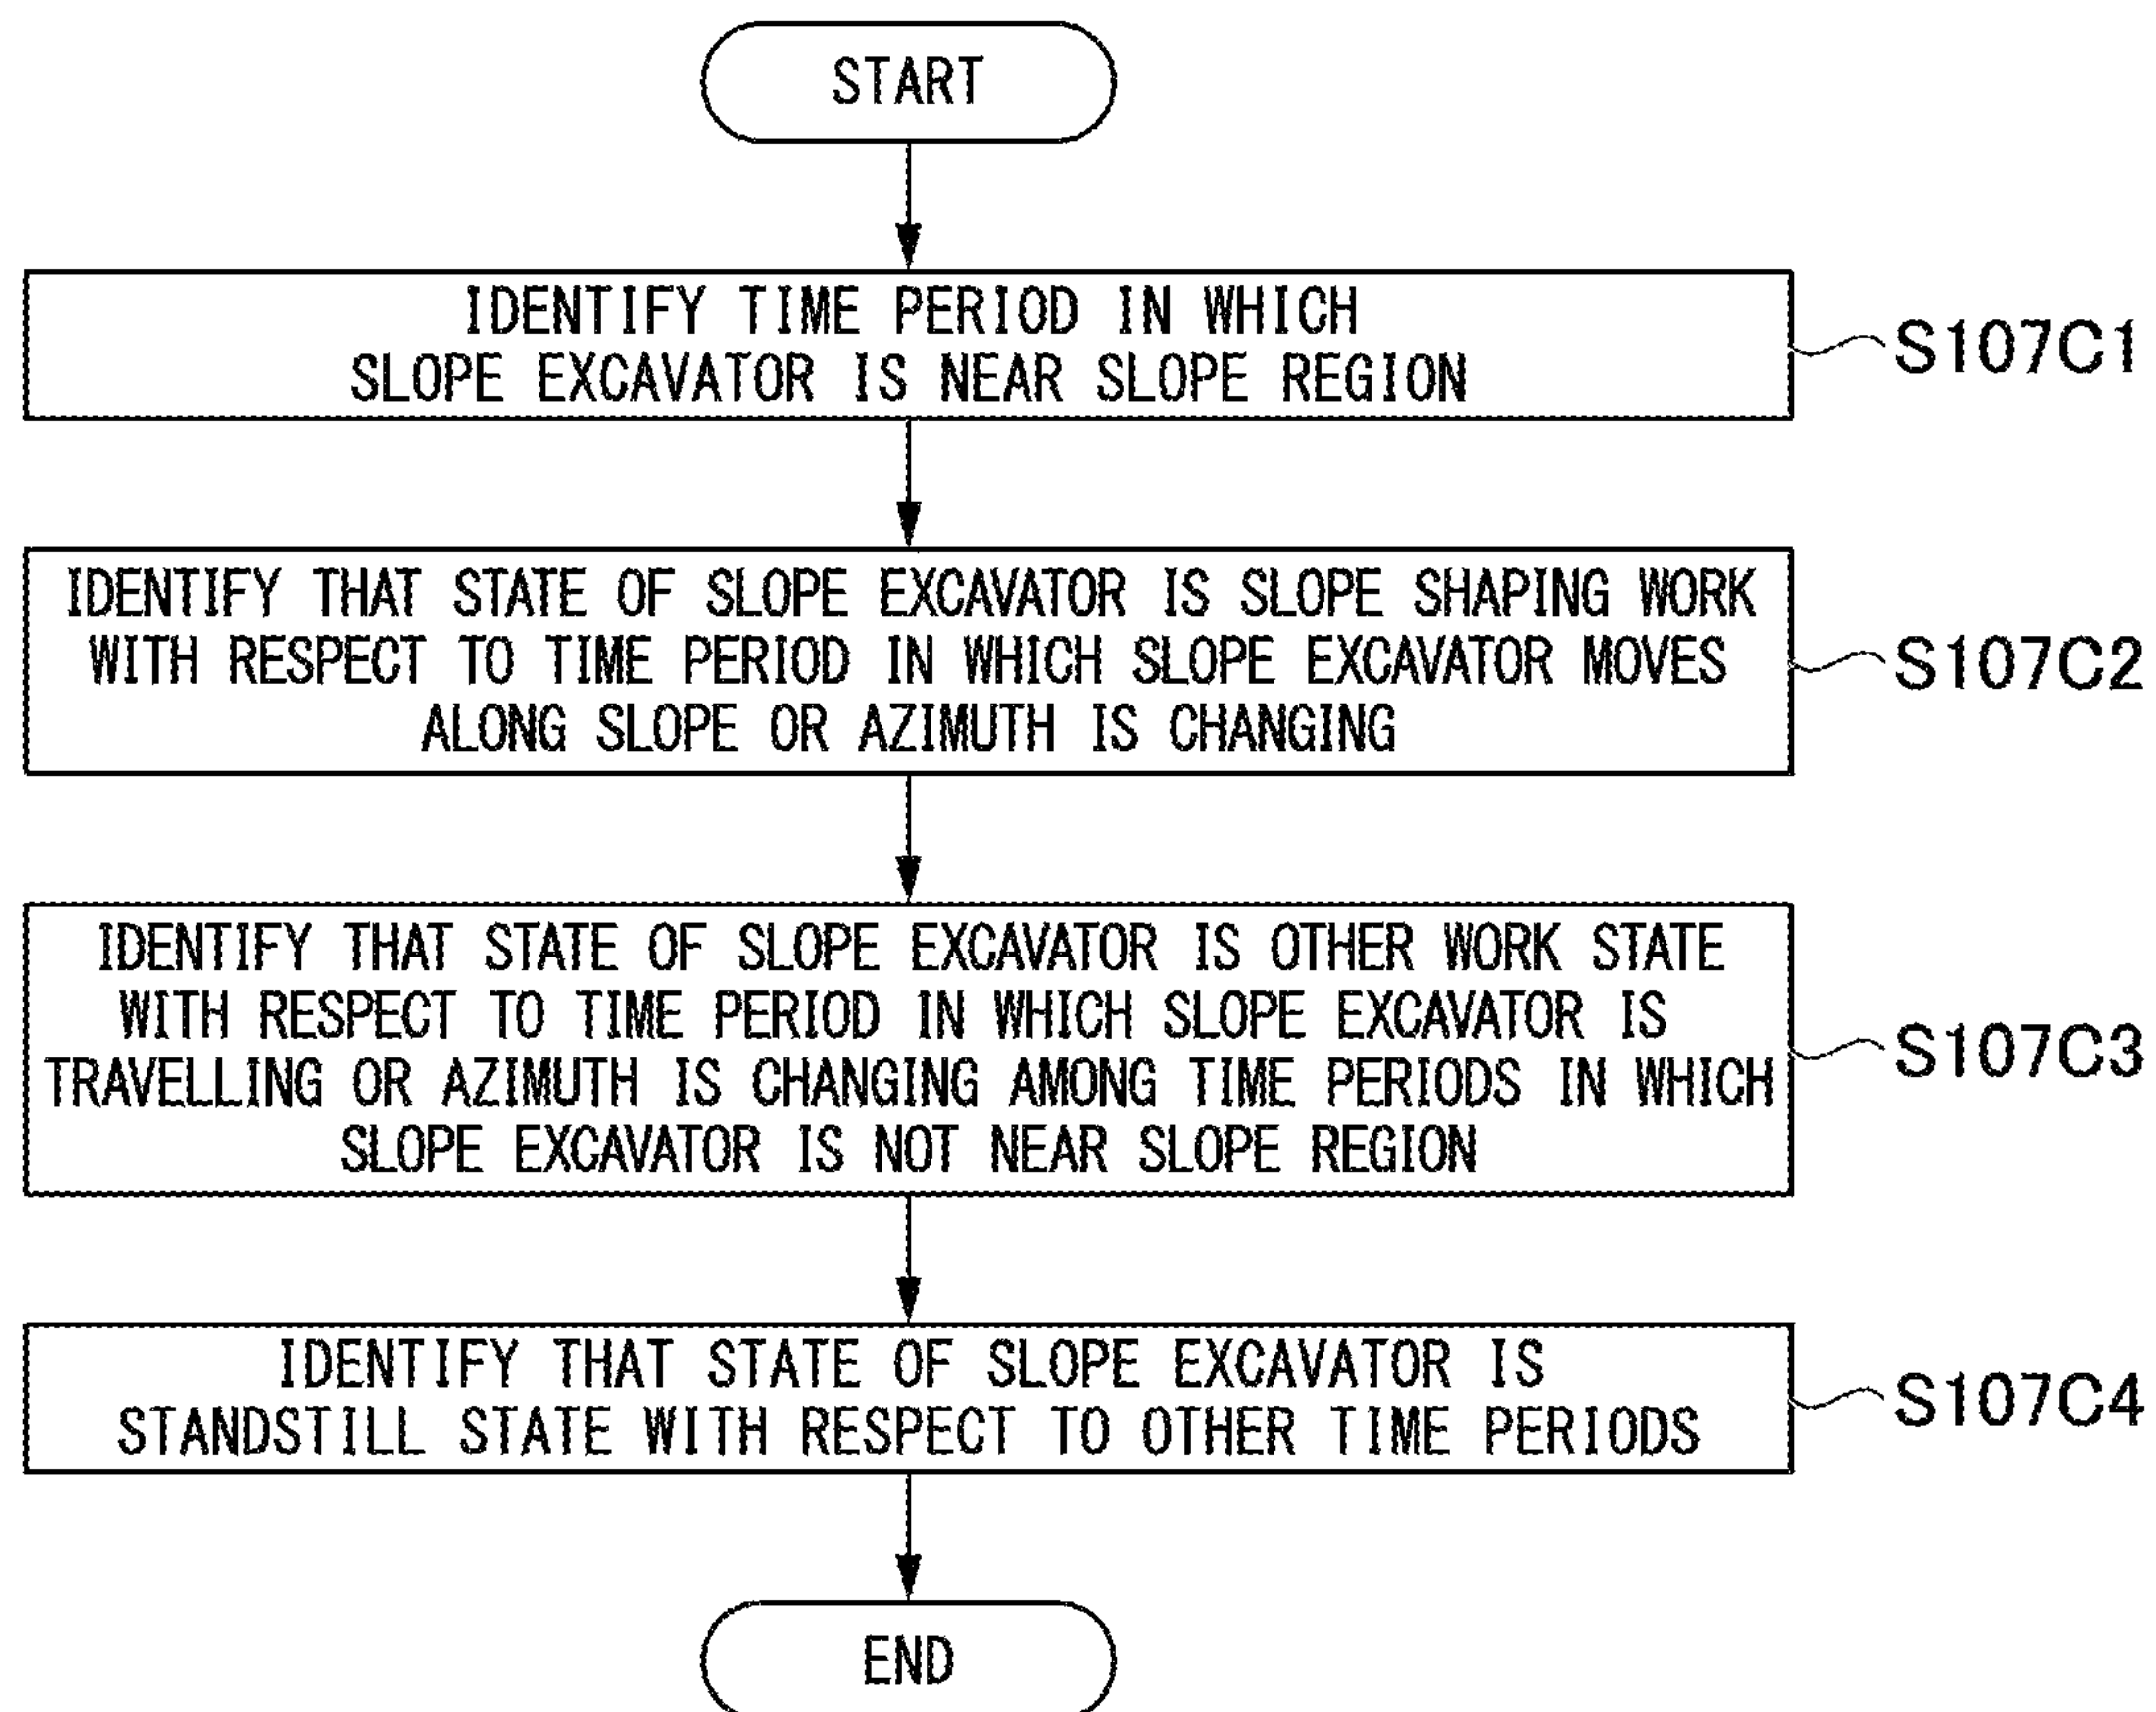 START
IDENTIFY TIME PERIOD IN WHICH
SLOPE EXCAVATOR IS NEAR SLOPE REGION
S107C1
IDENTIFY THAT STATE OF SLOPE EXCAVATOR IS SLOPE SHAPING WORK
WITH RESPECT TO TIME PERIOD IN WHICH SLOPE EXCAVATOR MOVES
ALONG SLOPE OR AZIMUTH IS CHANGING
S107C2
IDENTIFY THAT STATE OF SLOPE EXCAVATOR IS OTHER WORK STATE
WITH RESPECT TO TIME PERIOD IN WHICH SLOPE EXCAVATOR IS
TRAVELLING OR AZIMUTH IS CHANGING AMONG TIME PERIODS IN WHICH
SLOPE EXCAVATOR IS NOT NEAR SLOPE REGION
S107C3
IDENTIFY THAT STATE OF SLOPE EXCAVATOR IS
STANDSTILL STATE WITH RESPECT TO OTHER TIME PERIODS
S107C4
END